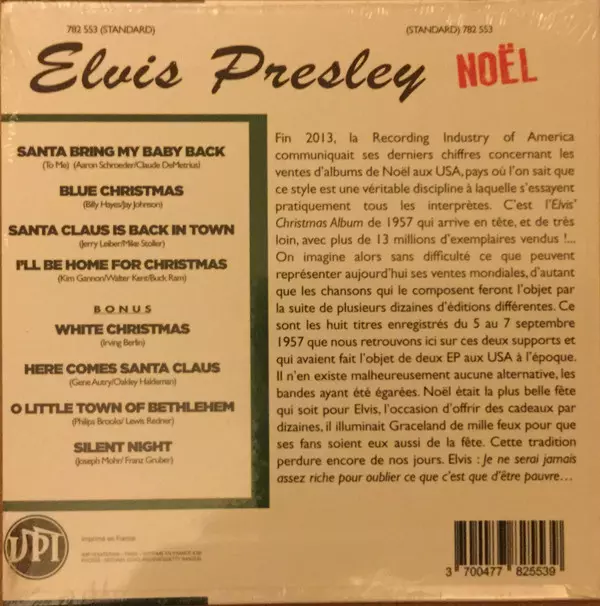 782 553 (STANDARD)
(STANDARD) 782 553
Elvis Presley NOËL
SANTA BRING MY BABY BACK
(To Me) (Aaron Schroeder/Claude DeMetrius)
BLUE CHRISTMAS
(Billy Hayes/Jay Johnson)
SANTA CLAUS IS BACK IN TOWN
(Jerry Leiber/Mike Stoller)
I'LL BE HOME FOR CHRISTMAS
(Kim Gannon/Walter Kent/Buck Ram)
BONUS
WHITE CHRISTMAS
(Irving Berlin)
HERE COMES SANTA CLAUS
(Gene Autry/Oakley Haldeman)
O LITTLE TOWN OF BETHLEHEM
(Philips Brooks/ Lewis Redner)
SILENT NIGHT
(Joseph Mohr/ Franz Gruber)
Fin 2013, la Recording Industry of America
communiquait ses derniers chiffres concernant les
ventes d'albums de Noël aux USA, pays où l'on sait que
ce style est une véritable discipline à laquelle s'essayent
pratiquement tous les interprètes. C'est l'Elvis'
Christmas Album de 1957 qui arrive en tête, et de très
loin, avec plus de 13 millions d'exemplaires vendus !...
On imagine alors sans difficulté ce que peuvent
représenter aujourd'hui ses ventes mondiales, d'autant
que les chansons qui le composent feront l'objet par
la suite de plusieurs dizaines d'éditions différentes. Ce
sont les huit titres enregistrés du 5 au 7 septembre
1957 que nous retrouvons ici sur ces deux supports et
qui avaient fait l'objet de deux EP aux USA à l'époque.
Il n'en existe malheureusement aucune alternative, les
bandes ayant été égarées. Noël était la plus belle fête
qui soit pour Elvis, l'occasion d'offrir des cadeaux par
dizaines, il illuminait Graceland de mille feux pour que
ses fans soient eux aussi de la fête. Cette tradition
perdure encore de nos jours. Elvis : Je ne serai jamais
assez riche pour oublier ce que c'est que d'être pauvre...
VPI
Imprimé en France
3 700477 825539